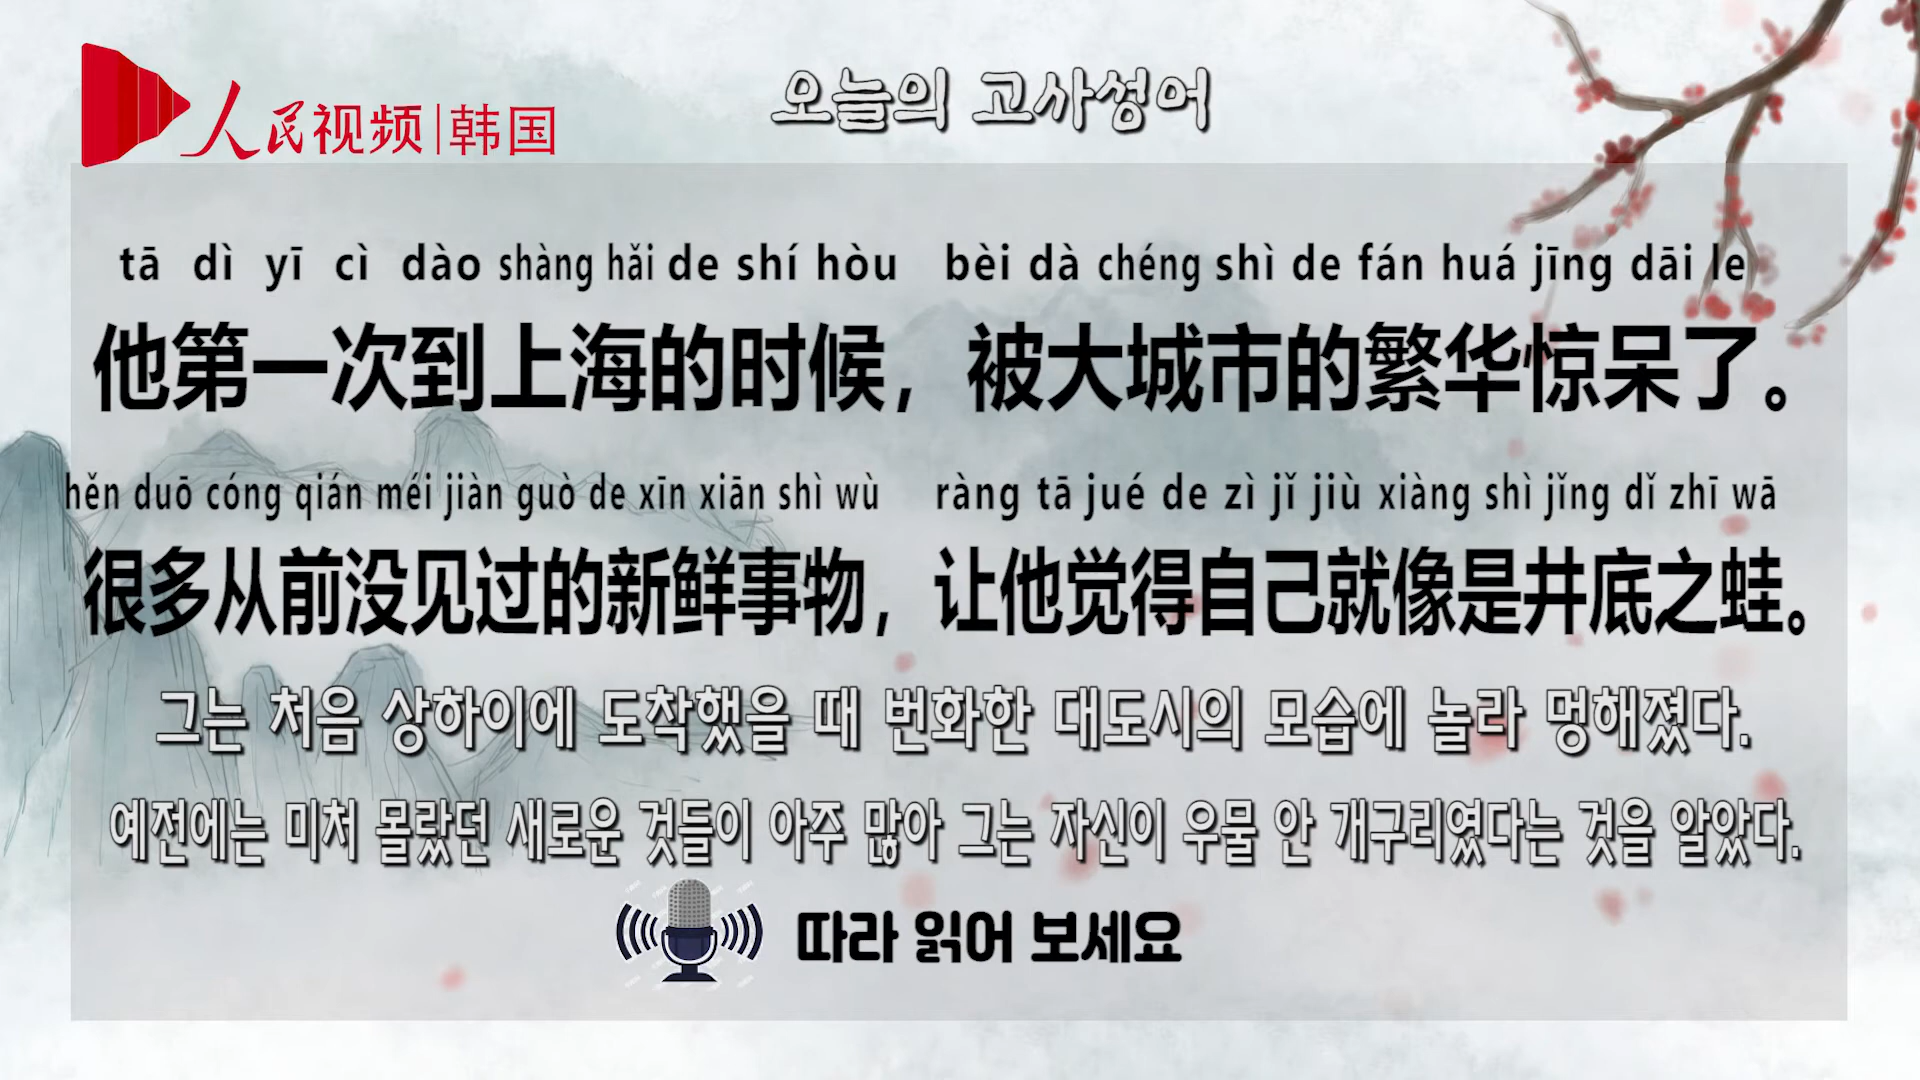 人民视频|韩国
오늘의 고사성어
tā dì yī cì dào shàng hǎi de shí hòu bèi dà chéng shì de fán huá jīng dāi le
他第一次到上海的时候，被大城市的繁华惊呆了。
hěn duō cóng qián méi jiàn guò de xīn xiān shì wù ràng tā jué de zì jǐ jiù xiàng shì jǐng dǐ zhī wā
很多从前没见过的新鲜事物，让他觉得自己就像是井底之蛙。
그는 처음 상하이에 도착했을 때 번화한 대도시의 모습에 놀라 멍해졌다.
예전에는 미처 몰랐던 새로운 것들이 아주 많아 그는 자신이 우물 안 개구리였다는 것을 알았다.
따라 읽어 보세요